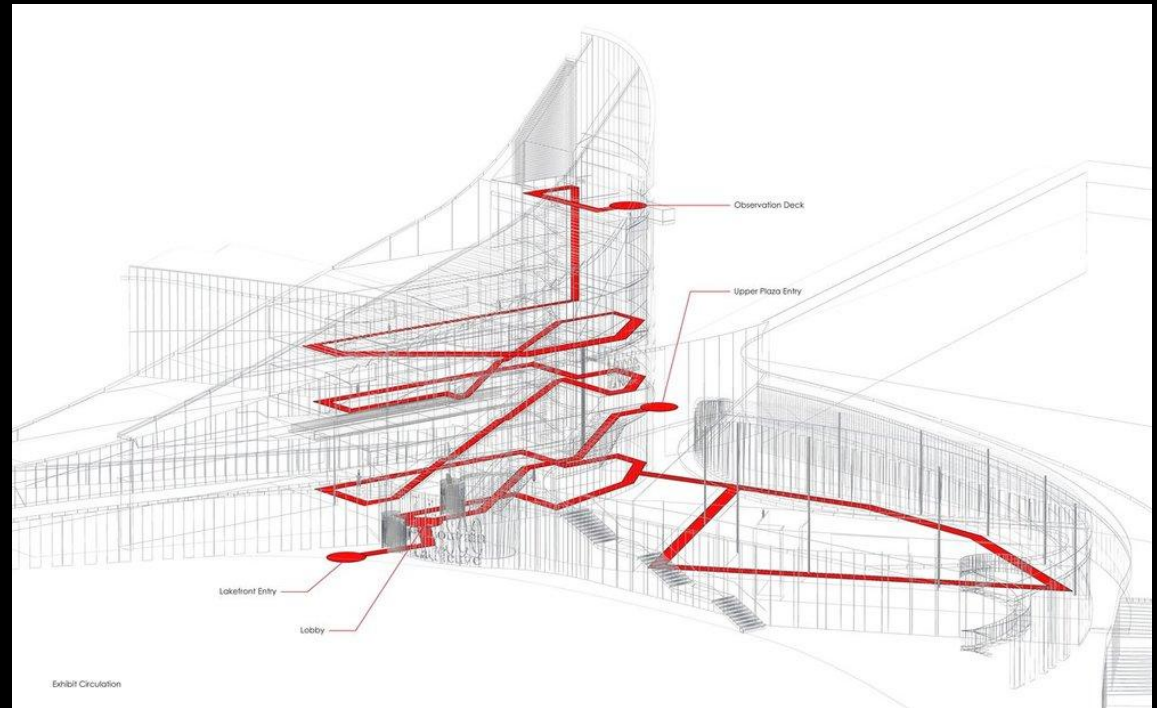 Observation Deck
Upper Plaza Entry
Lakefront Entry
Lobby
Exhibit Circulation